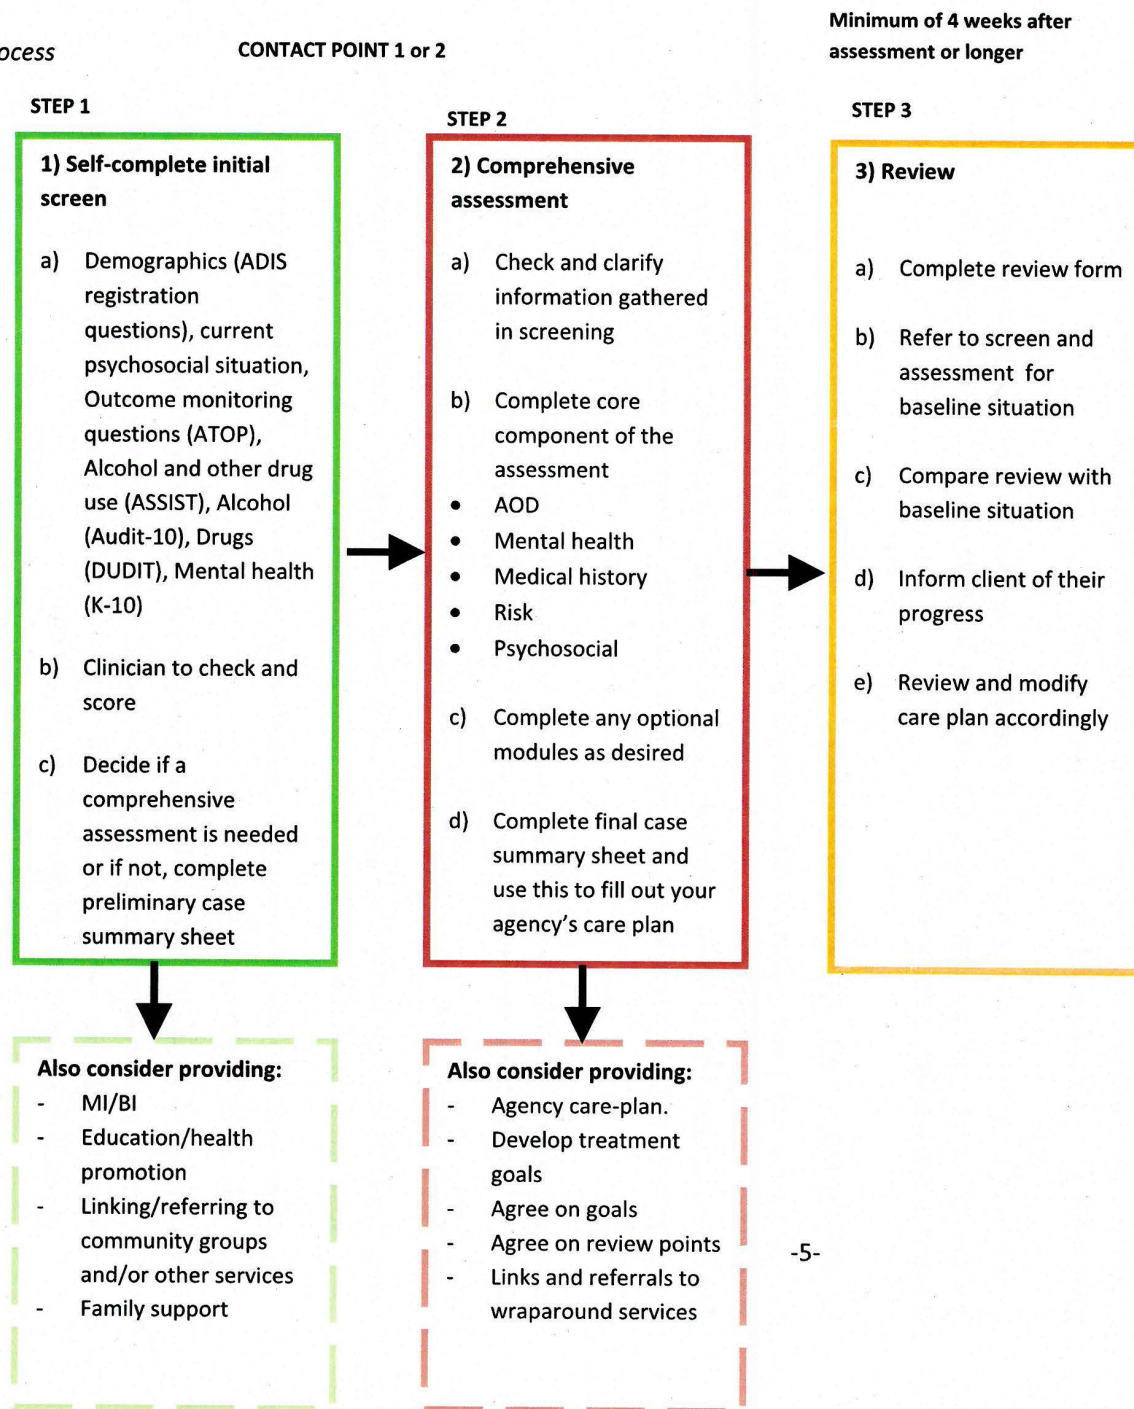 ocess
CONTACT POINT 1 or 2
Minimum of 4 weeks after
assessment or longer
STEP 1
1) Self-complete initial
screen
a) Demographics (ADIS
registration
questions), current
psychosocial situation,
Outcome monitoring
questions (ATOP),
Alcohol and other drug
use (ASSIST), Alcohol
(Audit-10), Drugs
(DUDIT), Mental health
(K-10)
b) Clinician to check and
score
c) Decide if a
comprehensive
assessment is needed
or if not, complete
preliminary case
summary sheet
Also consider providing:
- MI/BI
- Education/health
promotion
- Linking/referring to
community groups
and/or other services
- Family support
STEP 2
2) Comprehensive
assessment
a) Check and clarify
information gathered
in screening
b) Complete core
component of the
assessment
• AOD
• Mental health
• Medical history
• Risk
• Psychosocial
c) Complete any optional
modules as desired
d) Complete final case
summary sheet and
use this to fill out your
agency's care plan
Also consider providing:
- Agency care-plan.
- Develop treatment
goals
- Agree on goals
- Agree on review points
- Links and referrals to
wraparound services
STEP 3
3) Review
a) Complete review form
b) Refer to screen and
assessment for
baseline situation
c) Compare review with
baseline situation
d) Inform client of their
progress
e) Review and modify
care plan accordingly
-5-